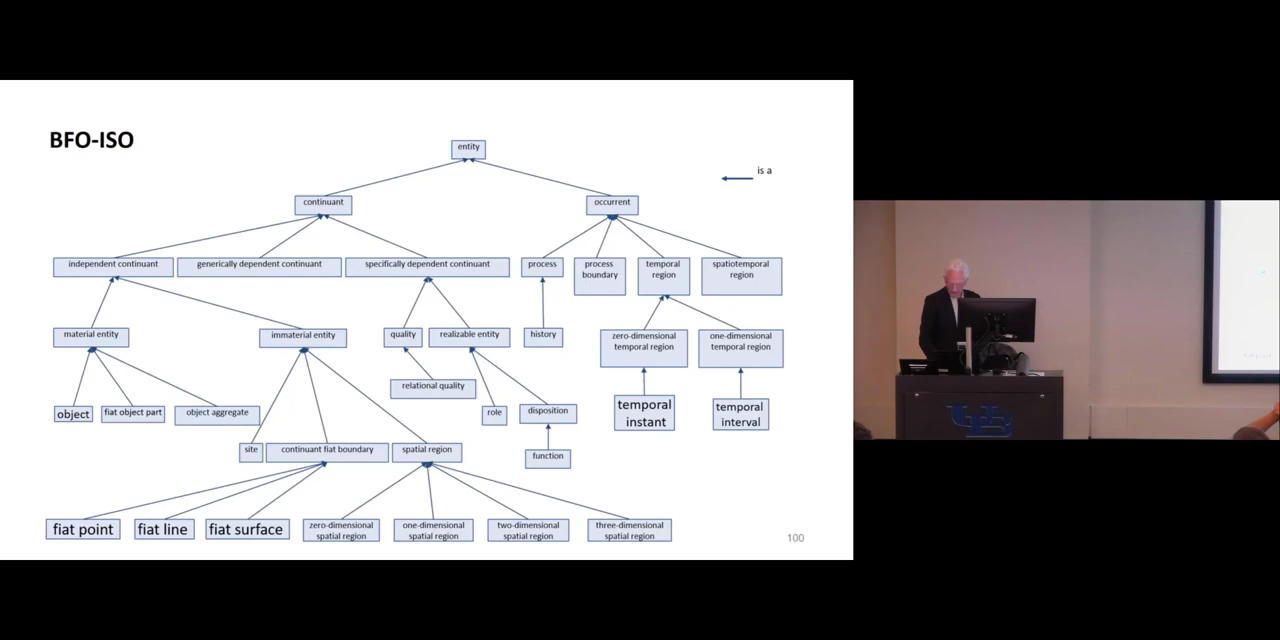 BFO-ISO
entity
is a
continuant
occurrent
independent continuant
generically dependent continuant
specifically dependent continuant
process
process
boundary
temporal
region
spatiotemporal
region
material entity
immaterial entity
quality
realizable entity
history
zero-dimensional
temporal region
one-dimensional
temporal region
relational quality
object
fiat object part
object aggregate
role
disposition
temporal
instant
temporal
interval
site
continuant fiat boundary
spatial region
function
fiat point
fiat line
fiat surface
zero-dimensional
spatial region
one-dimensional
spatial region
two-dimensional
spatial region
three-dimensional
spatial region
100
UB